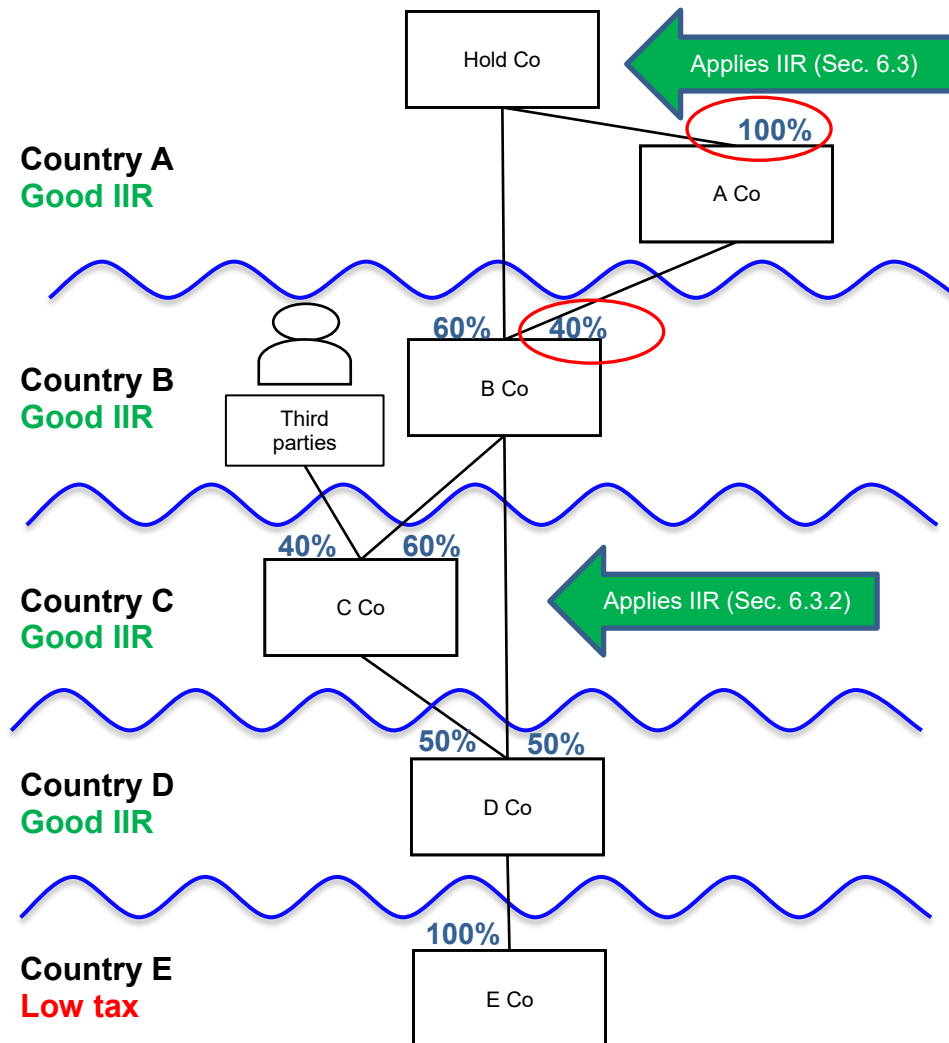 Hold Co
Applies IIR (Sec. 6.3)
100%
Country A
Good IIR
A Co
60%
40%
Country B
Good IIR
B Co
Third
parties
40%
60%
Country C
Good IIR
C Co
Applies IIR (Sec. 6.3.2)
50%
50%
Country D
Good IIR
D Co
100%
Country E
Low tax
E Co